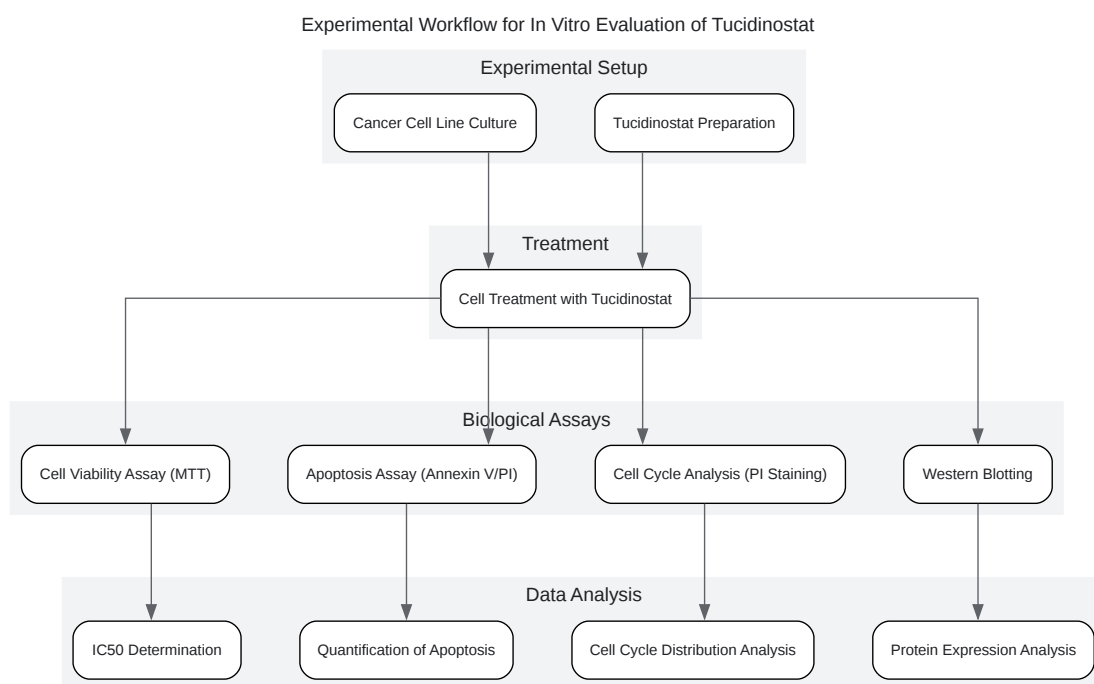 Experimental Workflow for In Vitro Evaluation of Tucidinostat
Experimental Setup
Cancer Cell Line Culture
Tucidinostat Preparation
Treatment
Cell Treatment with Tucidinostat
Biological Assays
Cell Viability Assay (MTT)
Apoptosis Assay (Annexin V/PI)
Cell Cycle Analysis (PI Staining)
Western Blotting
Data Analysis
IC50 Determination
Quantification of Apoptosis
Cell Cycle Distribution Analysis
Protein Expression Analysis